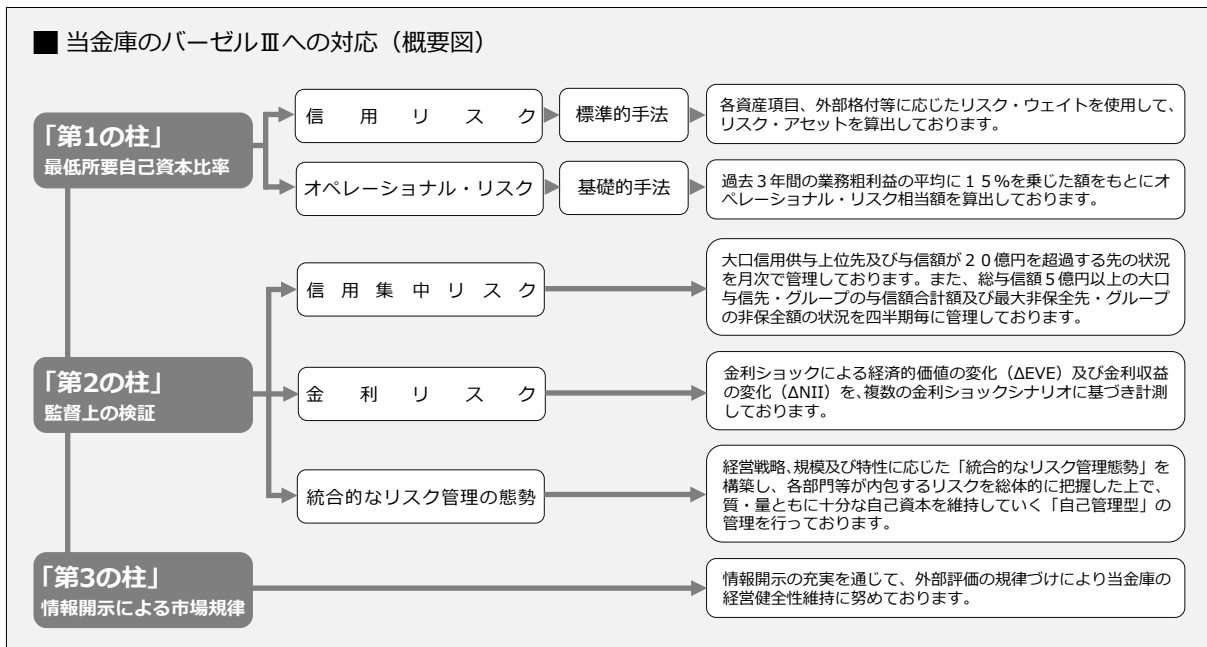 ■ 当金庫のバーゼルⅢへの対応（概要図）
「第1の柱」
最低所要自己資本比率
信用リスク
標準的手法
各資産項目、外部格付等に応じたリスク・ウェイトを使用して、
リスク・アセットを算出しております。
オペレーショナル・リスク
基礎的手法
過去３年間の業務粗利益の平均に１５％を乗じた額をもとにオ
ペレーショナル・リスク相当額を算出しております。
「第2の柱」
監督上の検証
信用集中リスク
大口信用供与上位先及び与信額が２０億円を超過する先の状況
を月次で管理しております。また、総与信額５億円以上の大口
与信先・グループの与信額合計額及び最大非保全先・グループ
の非保全額の状況を四半期毎に管理しております。
金利リスク
金利ショックによる経済的価値の変化（ΔEVE）及び金利収益
の変化（ΔNII）を、複数の金利ショックシナリオに基づき計測
しております。
統合的なリスク管理の態勢
経営戦略、規模及び特性に応じた「統合的なリスク管理態勢」を
構築し、各部門等が内包するリスクを総体的に把握した上で、
質・量ともに十分な自己資本を維持していく「自己管理型」の
管理を行っております。
「第3の柱」
情報開示による市場規律
情報開示の充実を通じて、外部評価の規律づけにより当金庫の
経営健全性維持に努めております。